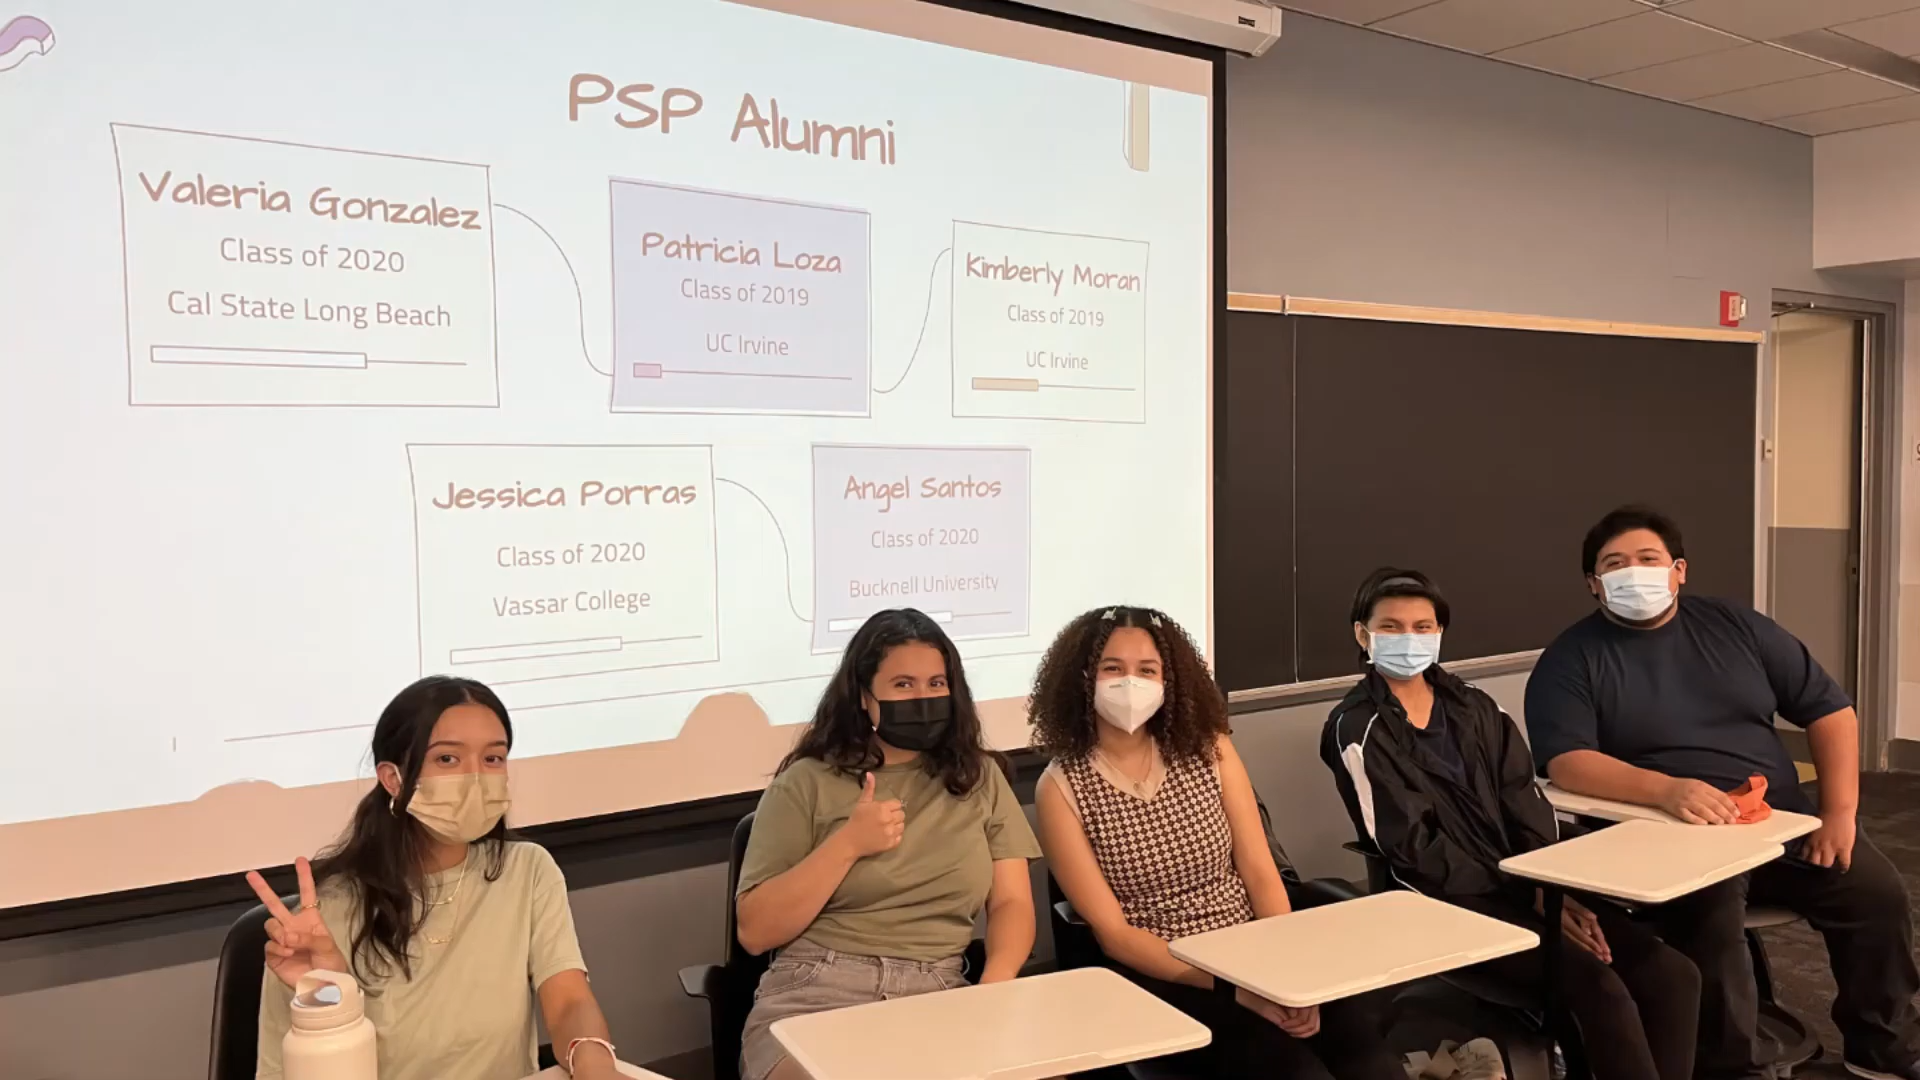 PSP Alumni
Valeria Gonzalez
Class of 2020
Cal State Long Beach
Patricia Loza
Class of 2019
UC Irvine
Kimberly Moran
Class of 2019
UC Irvine
Jessica Porras
Class of 2020
Vassar College
Angel Santos
Class of 2020
Bucknell University